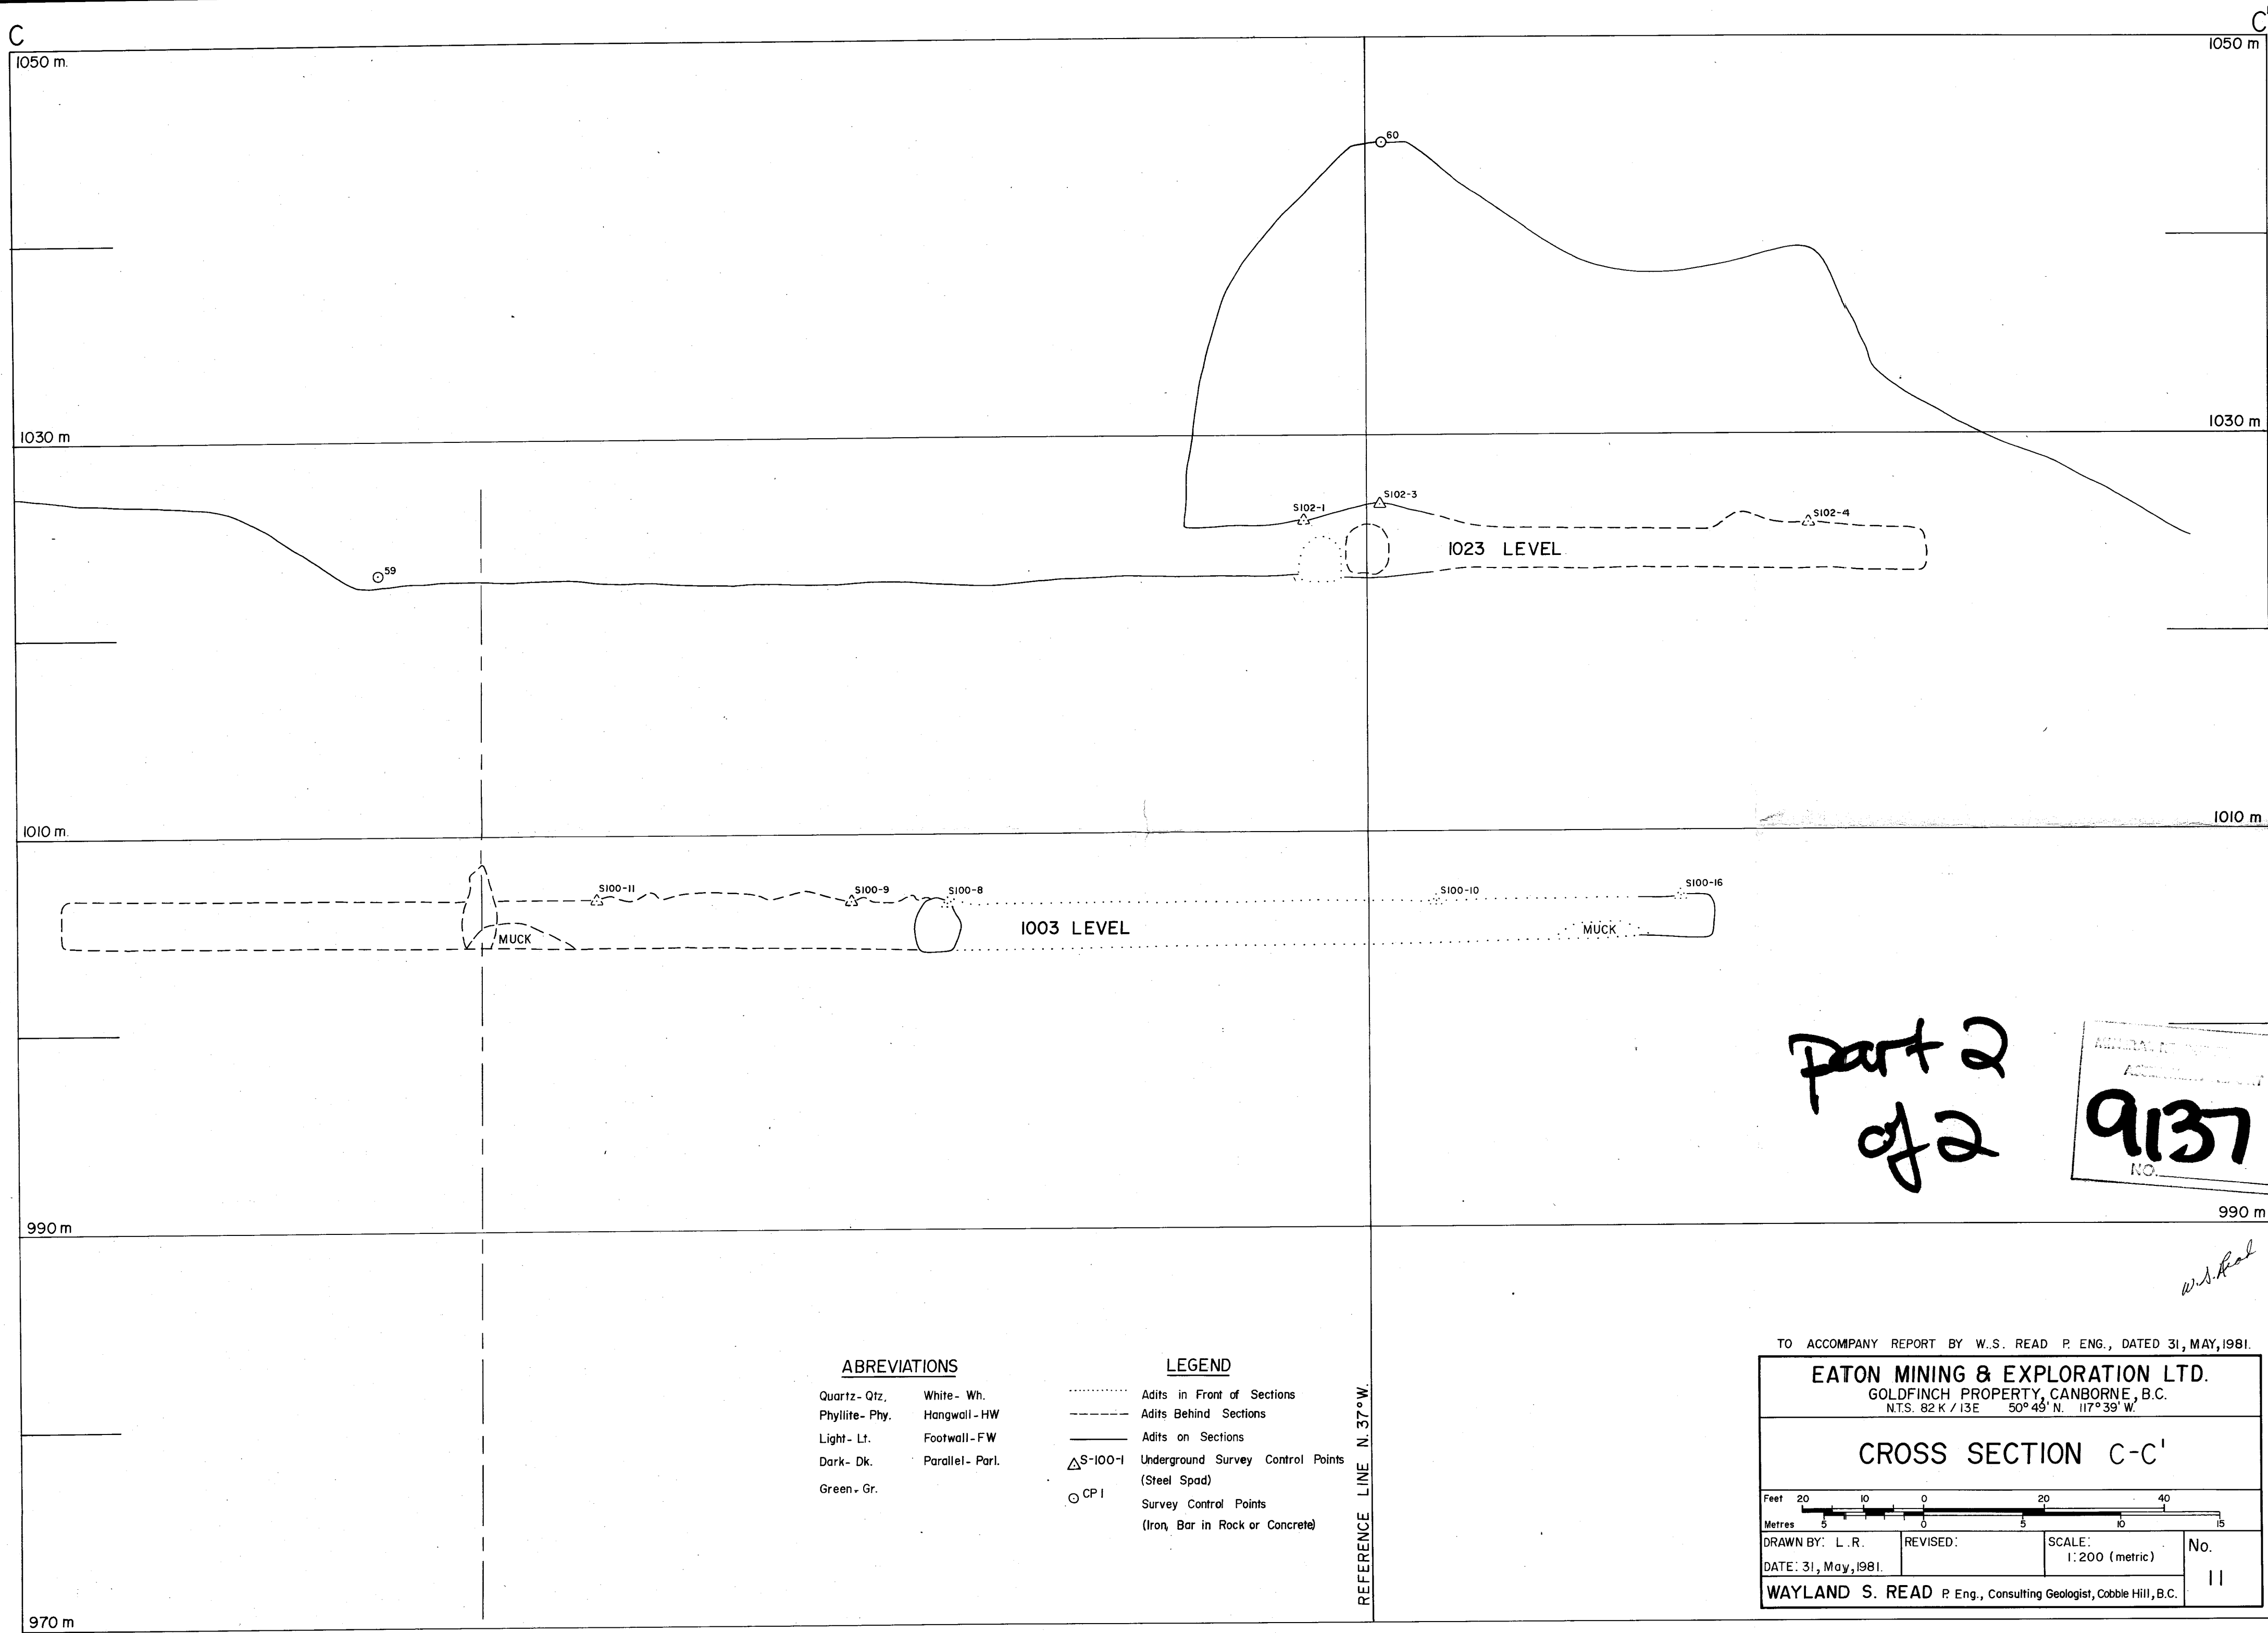 C
C'
1050 m.
1050 m
60
1030 m
1030 m
S102-1
S102-3
S102-4
59
1023 LEVEL
1010 m.
1010 m
S100-11
S100-9
S100-8
S100-10
S100-16
MUCK
1003 LEVEL
MUCK
part 2
of 2
9137
NO.
990 m
990 m
W.S. Read
REFERENCE LINE N. 37° W.
ABREVIATIONS
Quartz- Qtz, White- Wh.
Phyllite- Phy. Hangwall- HW
Light- Lt. Footwall- FW
Dark- Dk. Parallel- Parl.
Green- Gr.
LEGEND
Adits in Front of Sections
Adits Behind Sections
Adits on Sections
S-100-1 Underground Survey Control Points
(Steel Spad)
CP 1 Survey Control Points
(Iron, Bar in Rock or Concrete)
TO ACCOMPANY REPORT BY W.S. READ P. ENG., DATED 31, MAY, 1981.
EATON MINING & EXPLORATION LTD.
GOLDFINCH PROPERTY, CANBORNE, B.C.
N.T.S. 82 K / 13 E 50° 49' N. 117° 39' W.
CROSS SECTION C-C'
Feet 20 10 0 20 40
Metres 5 0 5 10 15
DRAWN BY: L.R. REVISED: SCALE: 1:200 (metric) No. 11
DATE: 31, May, 1981.
WAYLAND S. READ P. Eng., Consulting Geologist, Cobble Hill, B.C.
970 m